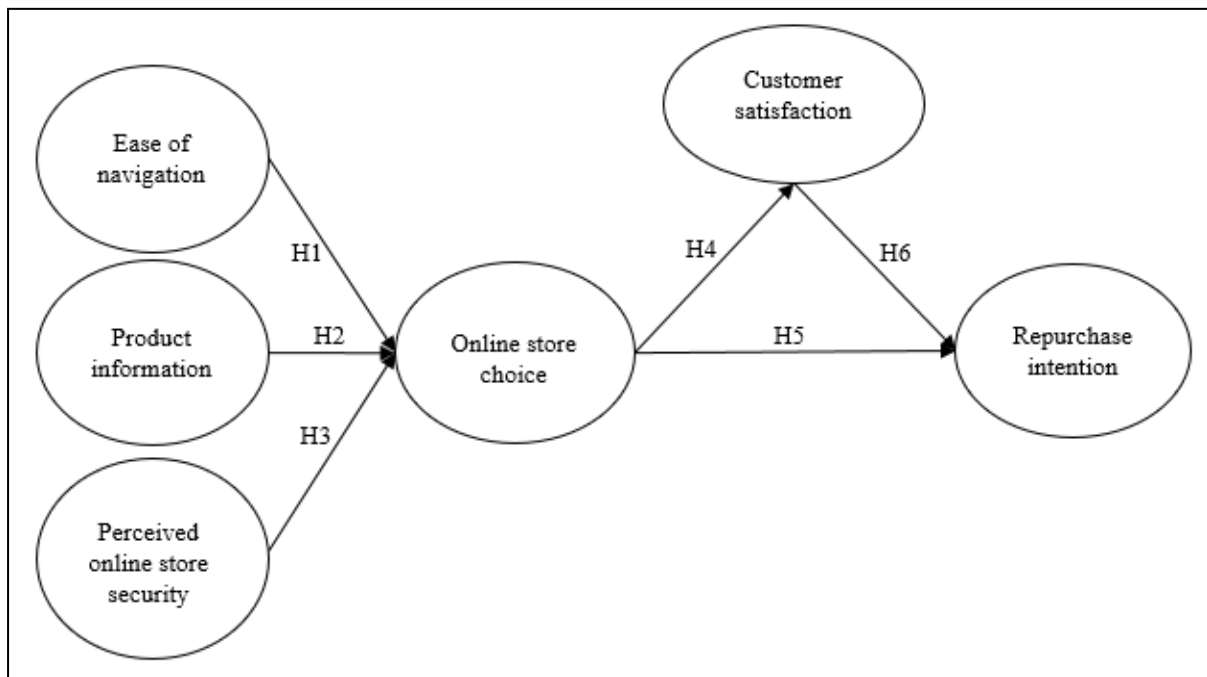 Customer
satisfaction
Ease of
navigation
H1
H4
H6
Product
information
H2
Online store
choice
H5
Repurchase
intention
H3
Perceived
online store
security